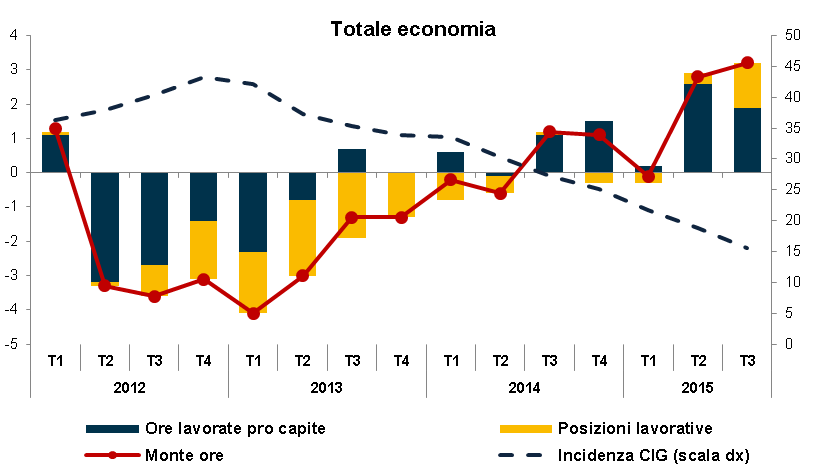 Totale economia
4 50
3 45
2 40
1 35
0 30
-1 25
-2 20
-3 15
-4 10
-5 5
0
T1 T2 T3 T4 T1 T2 T3 T4 T1 T2 T3 T4 T1 T2 T3
2012 2013 2014 2015
Ore lavorate pro capite Posizioni lavorative
Monte ore Incidenza CIG (scala dx)